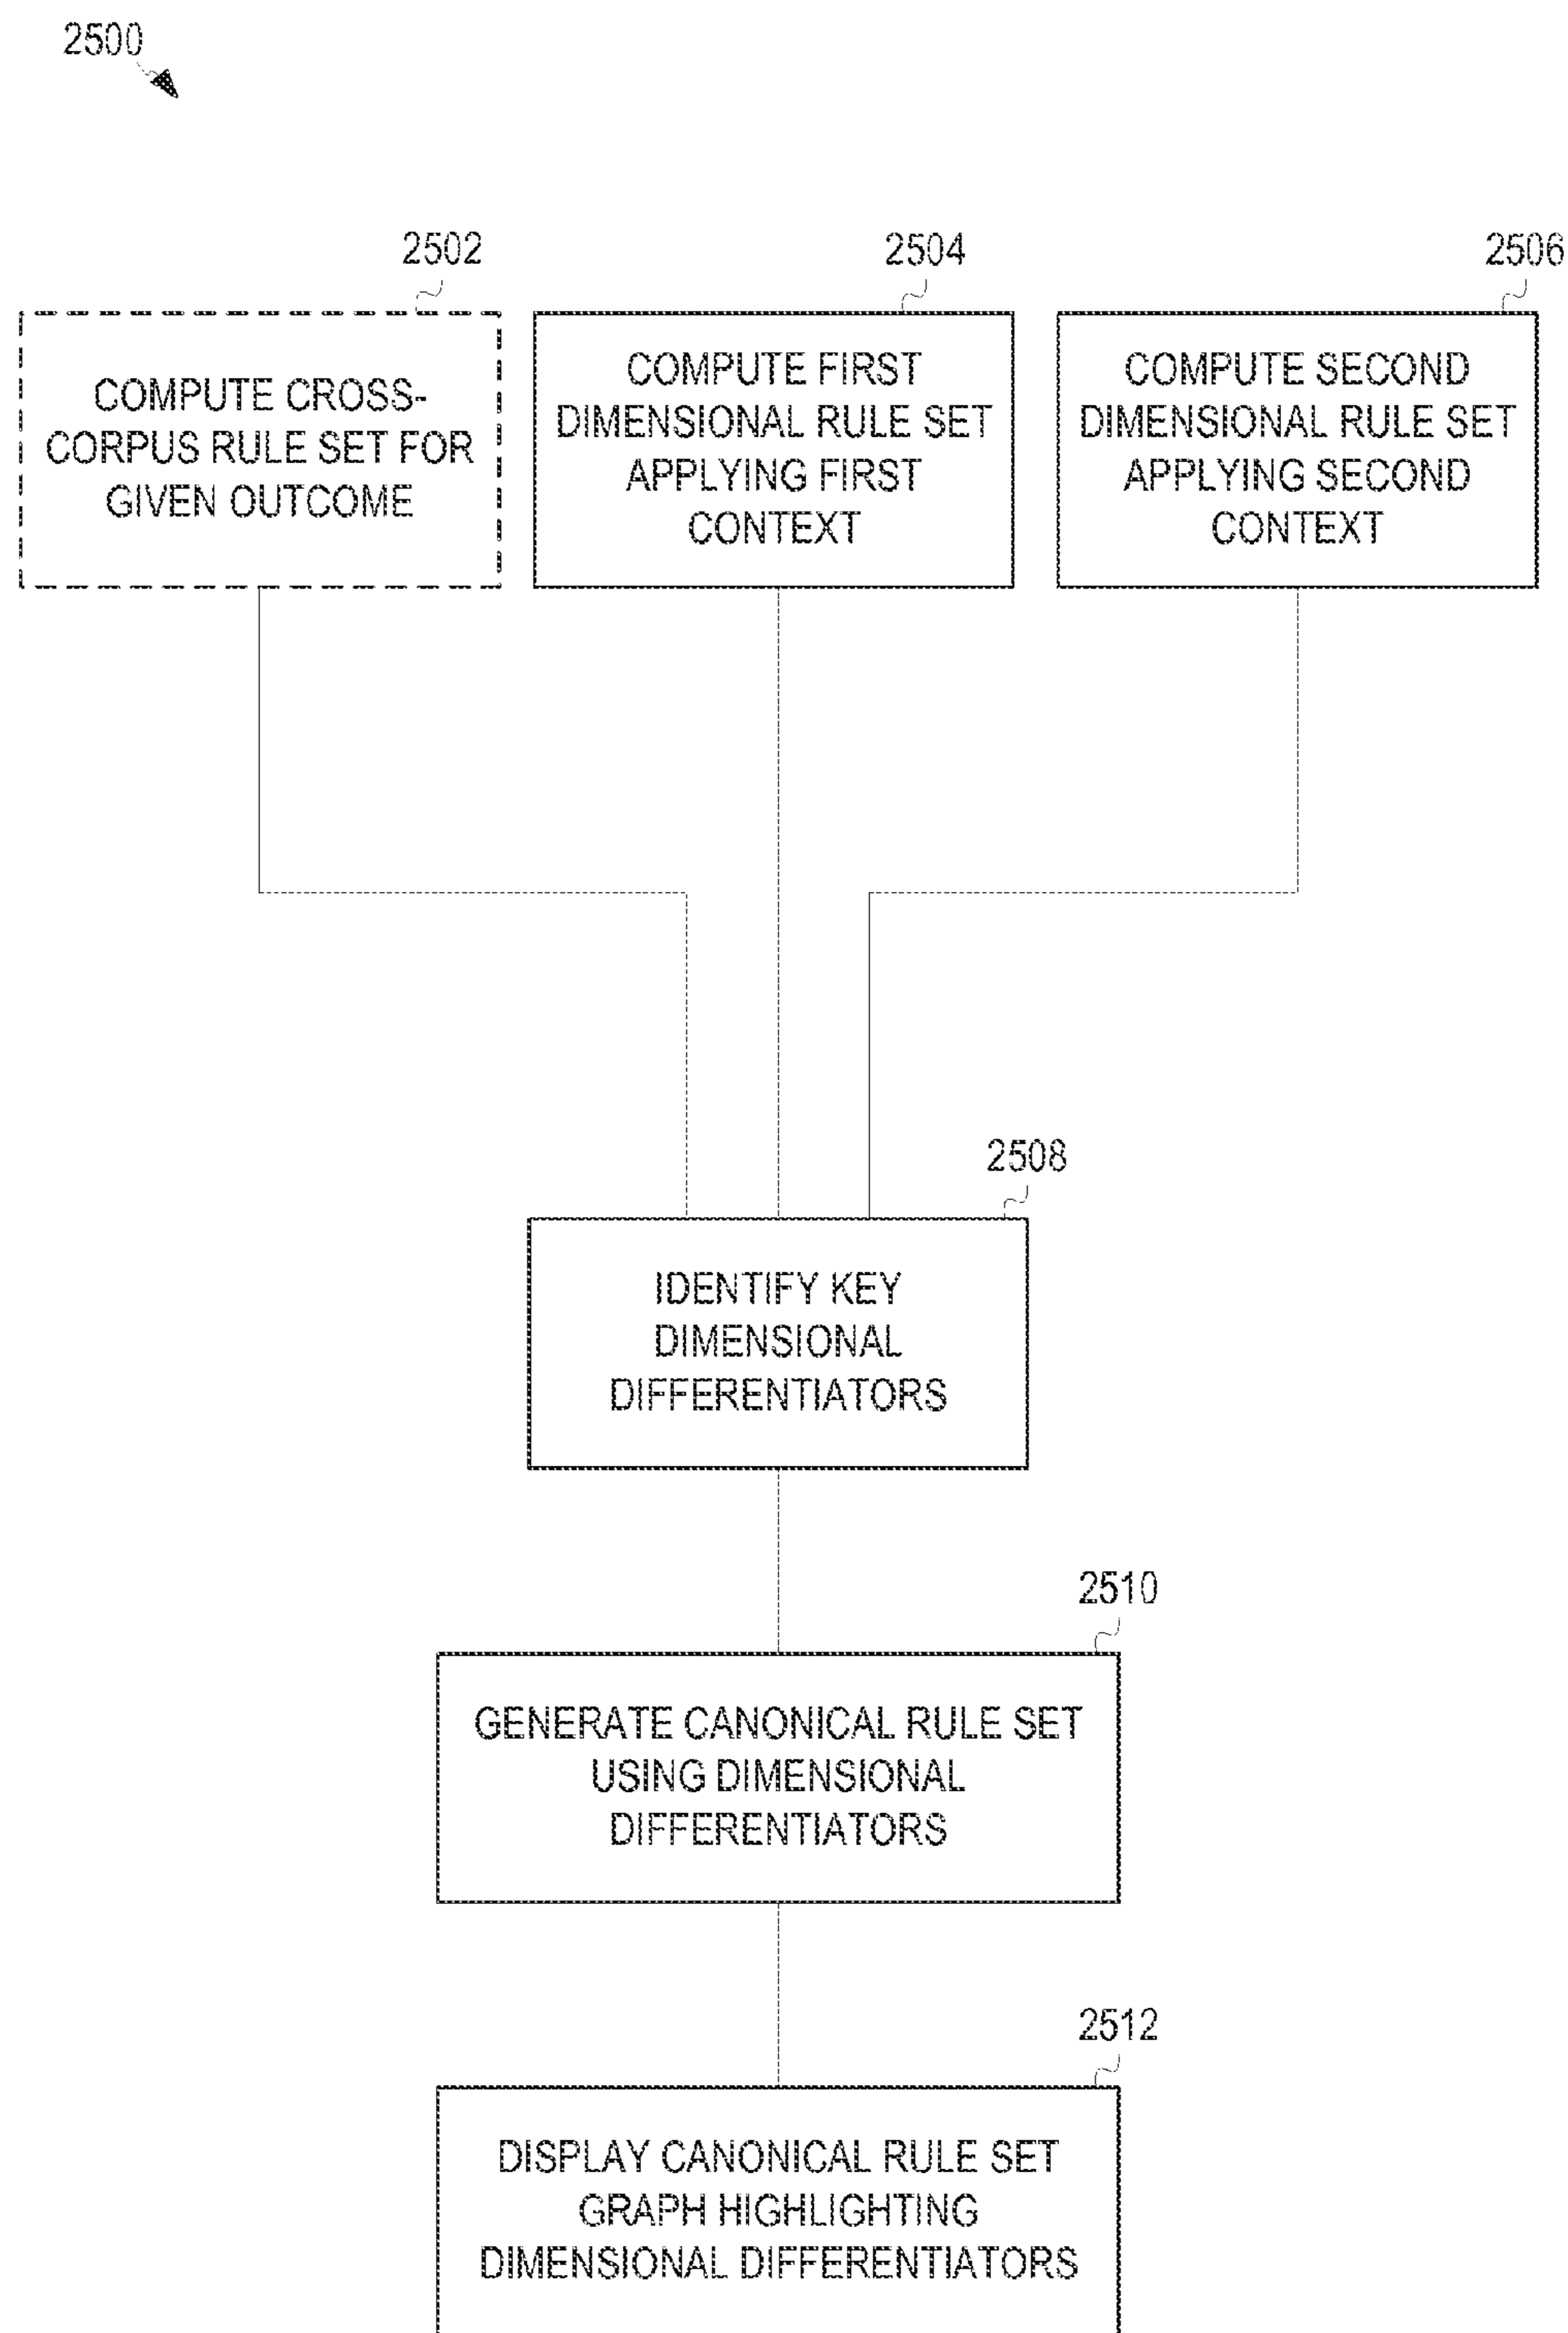 2500
2502
COMPUTE CROSS-
CORPUS RULE SET FOR
GIVEN OUTCOME
2504
COMPUTE FIRST
DIMENSIONAL RULE SET
APPLYING FIRST
CONTEXT
2506
COMPUTE SECOND
DIMENSIONAL RULE SET
APPLYING SECOND
CONTEXT
2508
IDENTIFY KEY
DIMENSIONAL
DIFFERENTIATORS
2510
GENERATE CANONICAL RULE SET
USING DIMENSIONAL
DIFFERENTIATORS
2512
DISPLAY CANONICAL RULE SET
GRAPH HIGHLIGHTING
DIMENSIONAL DIFFERENTIATORS